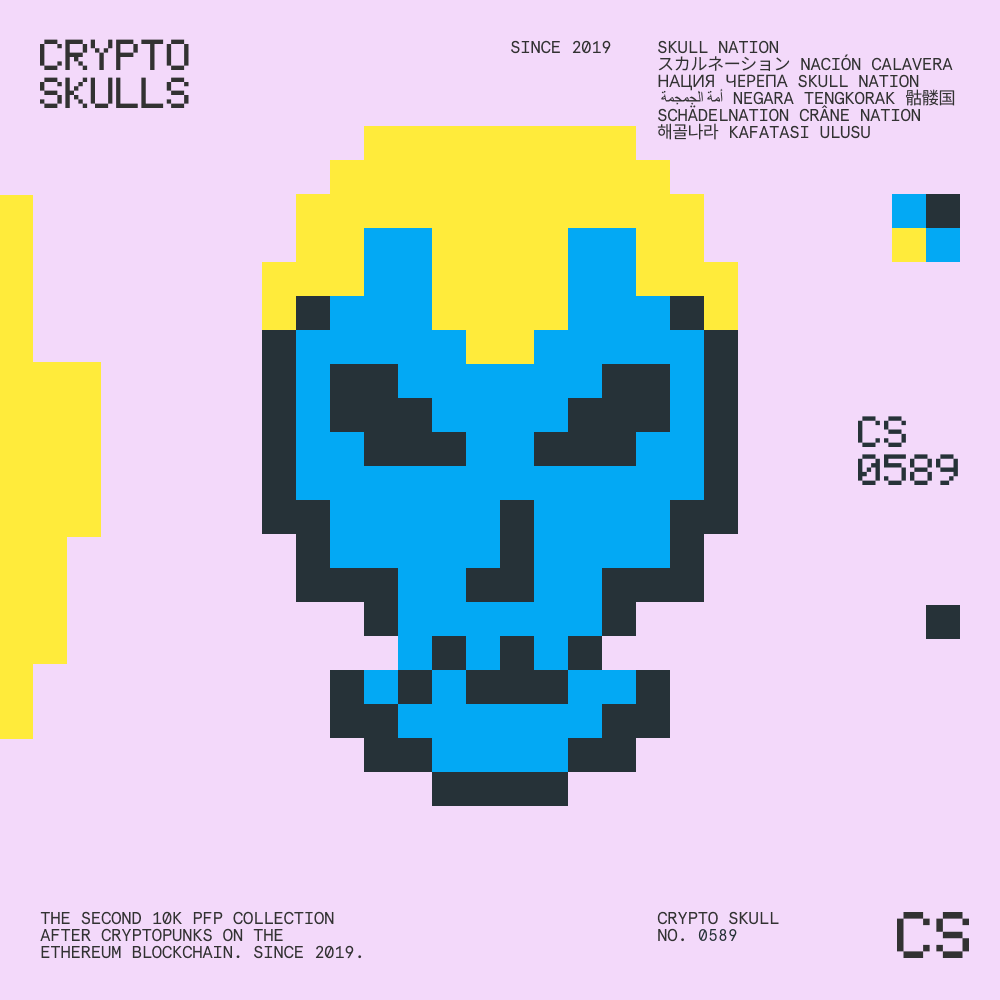 CRYPTO
SKULLS
SINCE 2019
SKULL NATION
スカルネーション NACIÓN CALAVERA
НАЦИЯ ЧЕРЕПА SKULL NATION
أمة الجمجمة NEGARA TENGKORAK 骷髅国
SCHÄDELNATION CRÂNE NATION
해골나라 KAFATASI ULUSU
CS
0589
THE SECOND 10K PFP COLLECTION
AFTER CRYPTOPUNKS ON THE
ETHEREUM BLOCKCHAIN. SINCE 2019.
CRYPTO SKULL
NO. 0589
CS